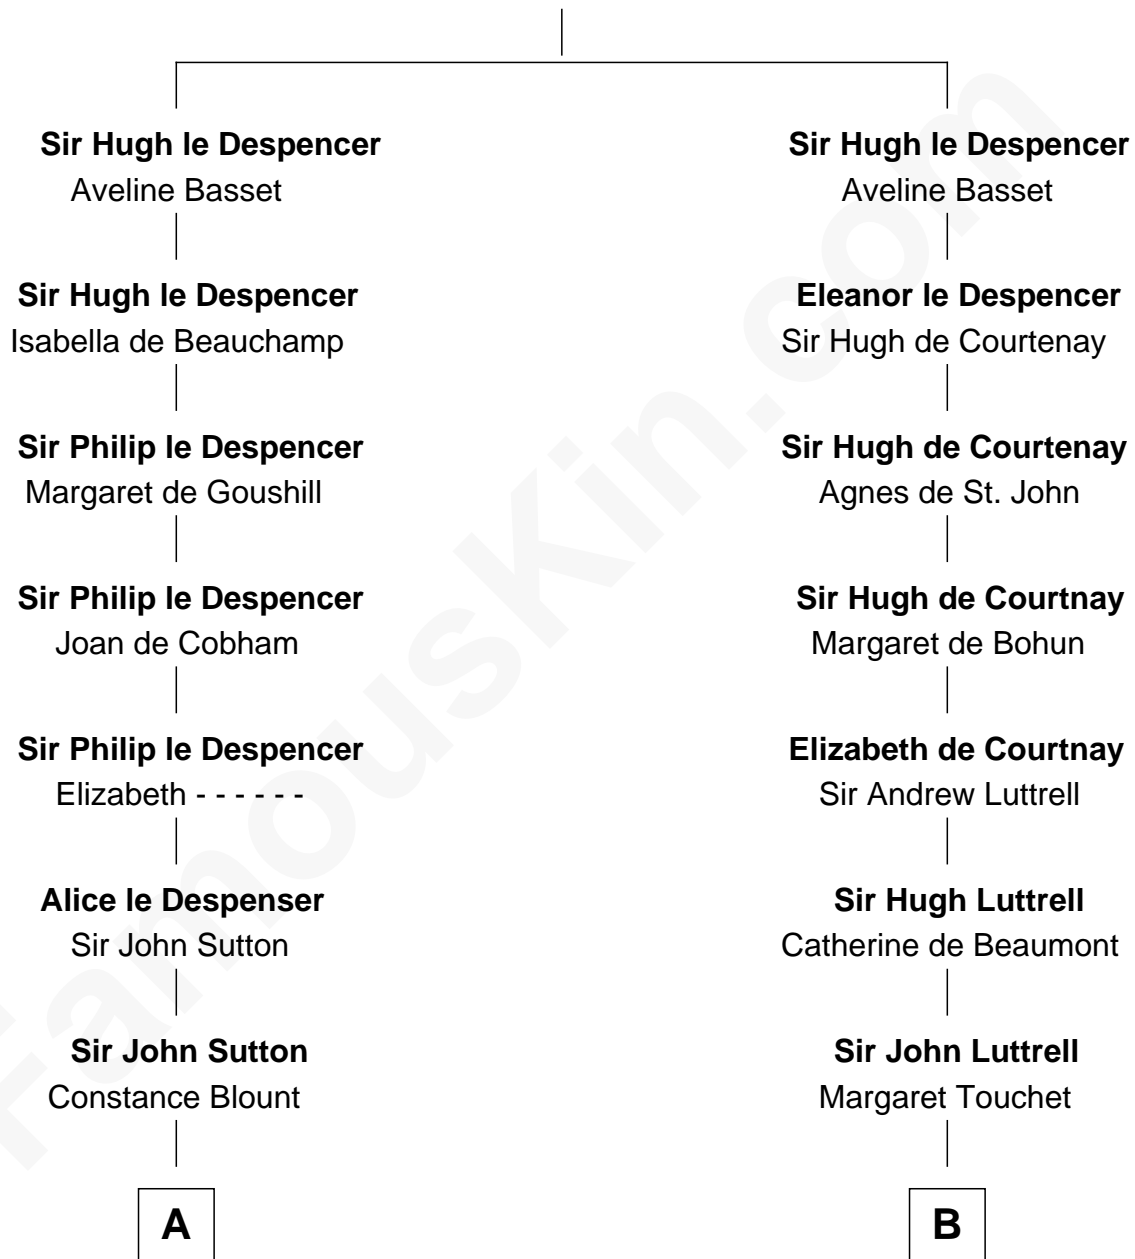 Sir Hugh le Despencer
Aveline Basset
Sir Hugh le Despencer
Isabella de Beauchamp
Sir Philip le Despencer
Margaret de Goushill
Sir Philip le Despencer
Joan de Cobham
Sir Philip le Despencer
Elizabeth - - - - - -
Alice le Despenser
Sir John Sutton
Sir John Sutton
Constance Blount
A
Sir Hugh le Despencer
Aveline Basset
Eleanor le Despencer
Sir Hugh de Courtenay
Sir Hugh de Courtenay
Agnes de St. John
Sir Hugh de Courtnay
Margaret de Bohun
Elizabeth de Courtnay
Sir Andrew Luttrell
Sir Hugh Luttrell
Catherine de Beaumont
Sir John Luttrell
Margaret Touchet
B
FamousKin.com